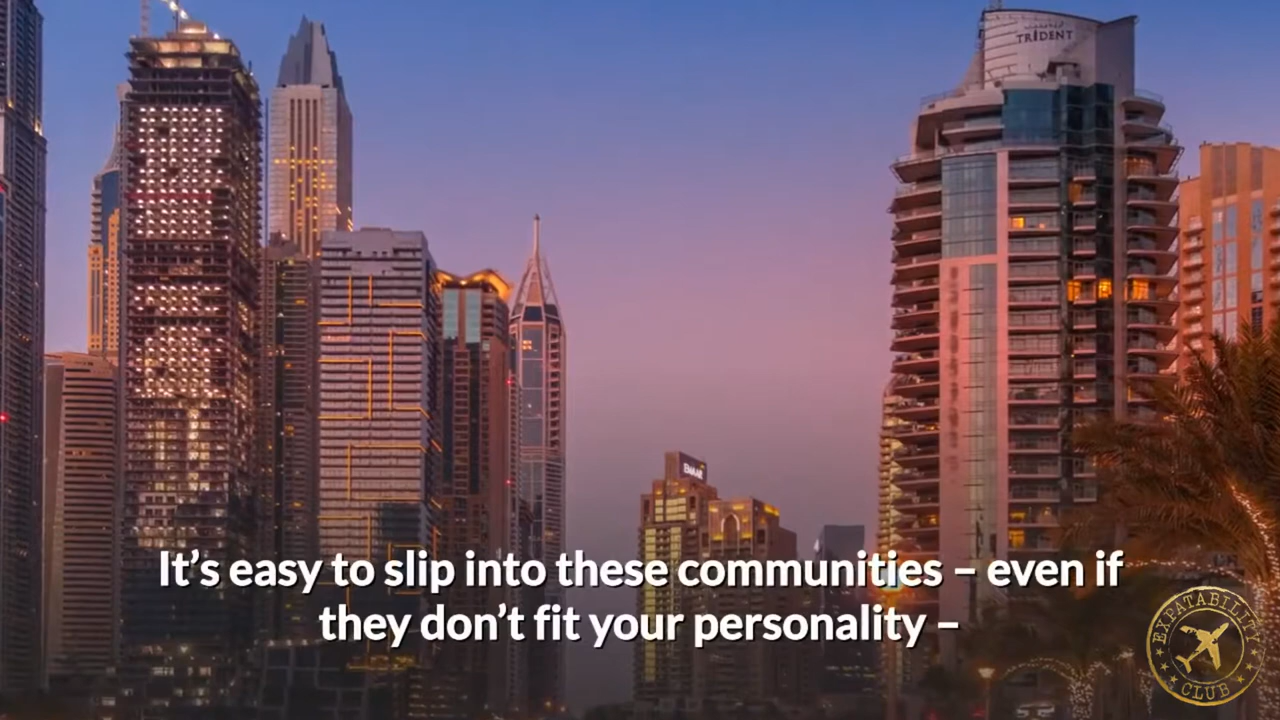 TRIDENT
EMAAR
It’s easy to slip into these communities – even if
they don’t fit your personality –
EXPATABILITY
CLUB